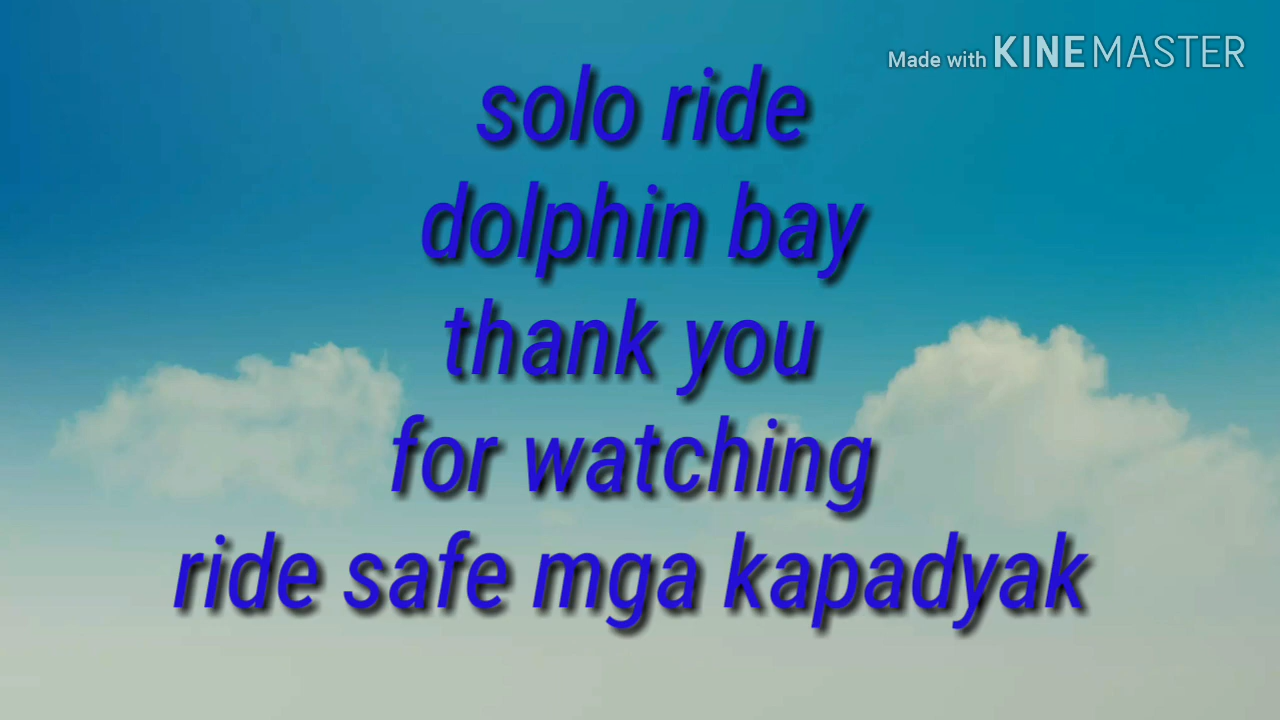 Made with KINEMASTER
solo ride
dolphin bay
thank you
for watching
ride safe mga kapadyak